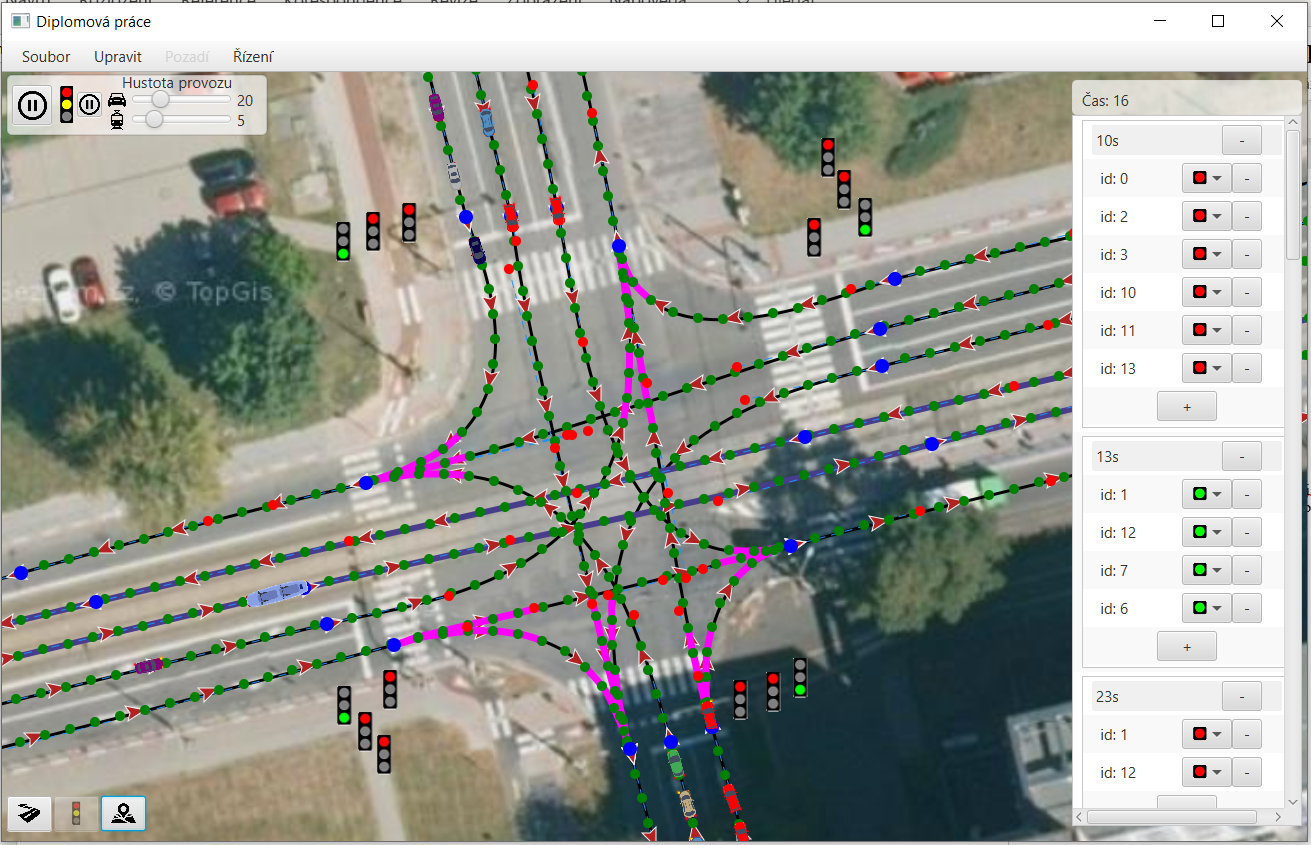 Diplomová práce
Soubor
Upravit
Pozadí
Řízení
Hustota provozu
20
5
Čas: 16
10s
-
id: 0
-
id: 2
-
id: 3
-
id: 10
-
id: 11
-
id: 13
-
+
13s
-
id: 1
-
id: 12
-
id: 7
-
id: 6
-
+
23s
-
id: 1
-
id: 12
-
© TopGis